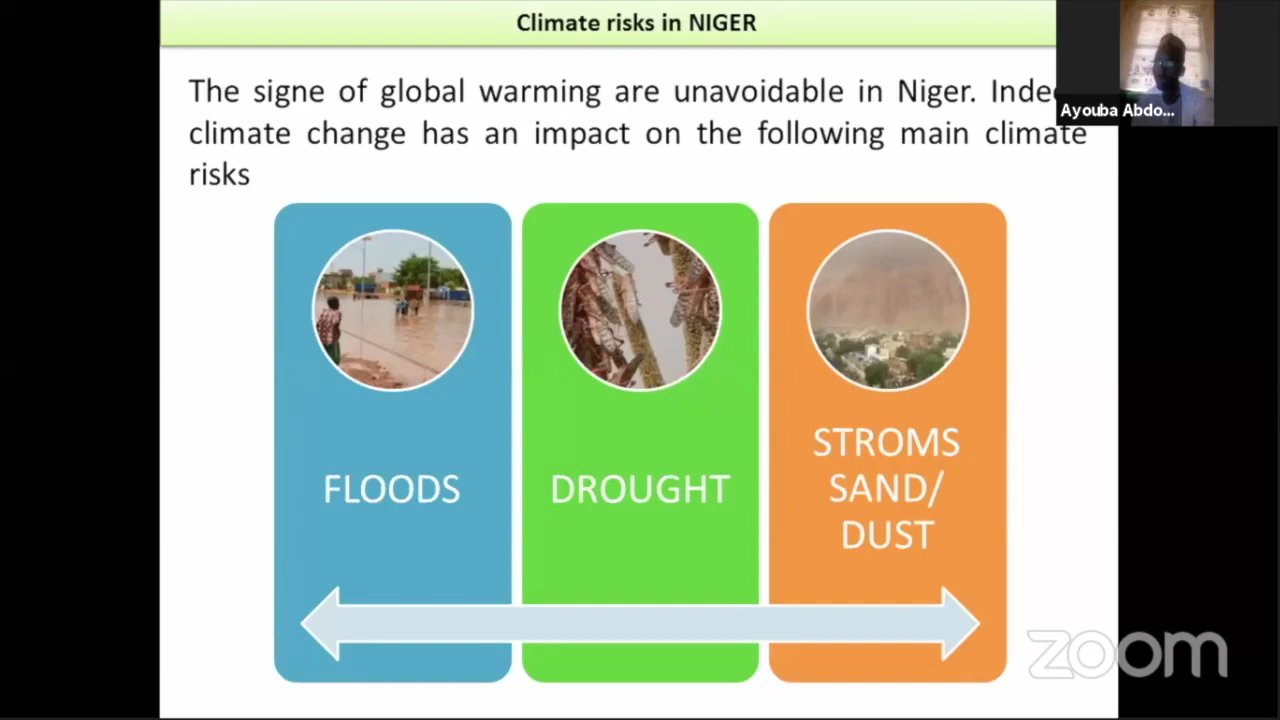 Climate risks in NIGER
The signe of global warming are unavoidable in Niger.
climate change has an impact on the following main climate
risks
FLOODS
DROUGHT
STROMS
SAND/
DUST
Ayouba Abdo...
zoom